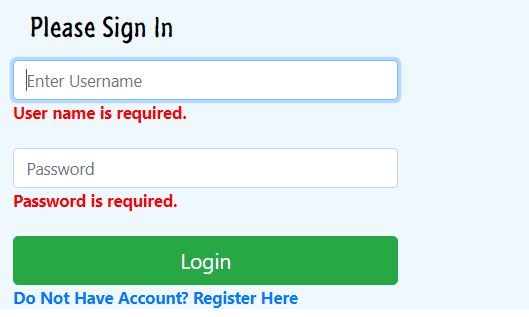 Please Sign In
Enter Username
User name is required.
Password
Password is required.
Login
Do Not Have Account? Register Here